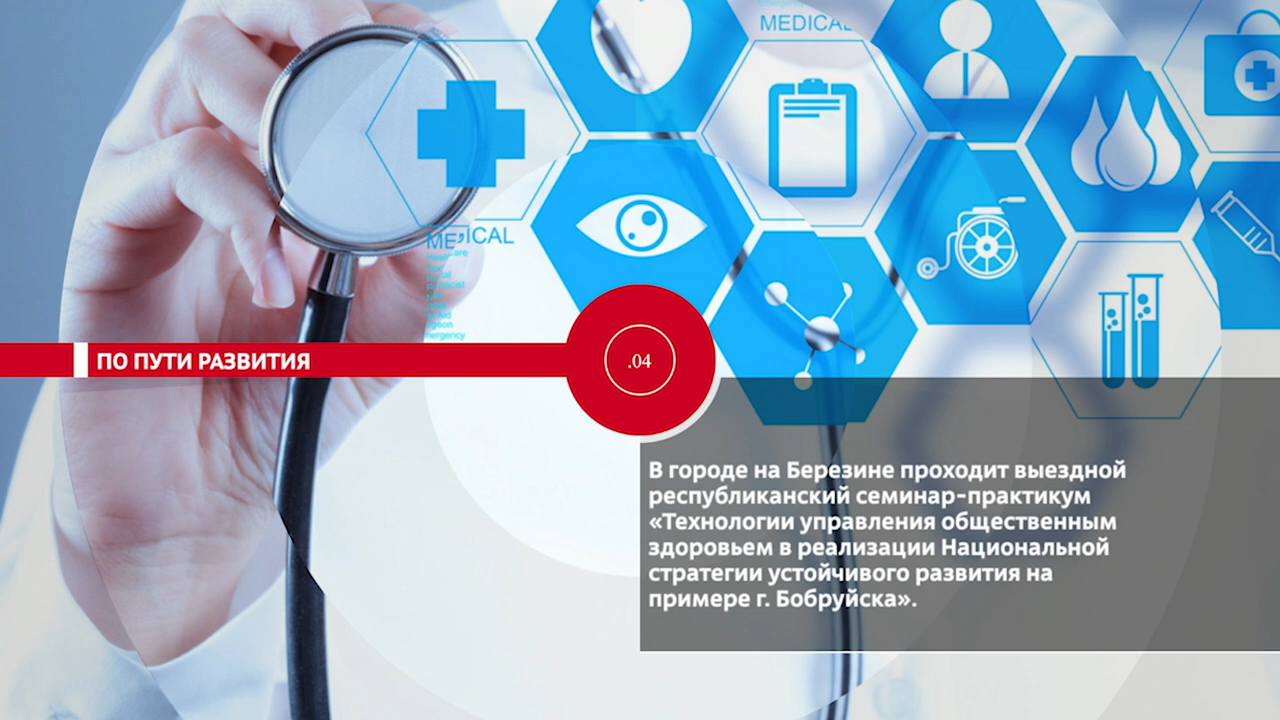 MEDICAL
ПО ПУТИ РАЗВИТИЯ
.04
В городе на Березине проходит выездной
республиканский семинар-практикум
«Технологии управления общественным
здоровьем в реализации Национальной
стратегии устойчивого развития на
примере г. Бобруйска».